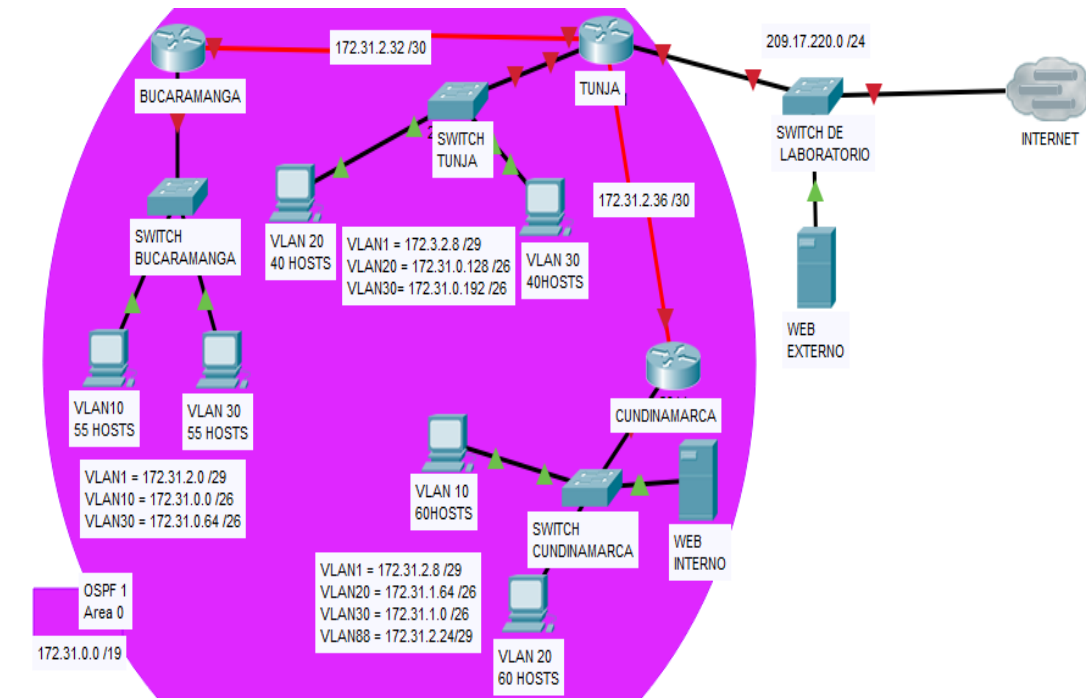 172.31.2.32 /30
209.17.220.0 /24
BUCARAMANGA
TUNJA
INTERNET
SWITCH
TUNJA
SWITCH DE
LABORATORIO
172.31.2.36 /30
SWITCH
BUCARAMANGA
VLAN 20
40 HOSTS
VLAN1 = 172.3.2.8 /29
VLAN20 = 172.31.0.128 /26
VLAN30= 172.31.0.192 /26
VLAN 30
40HOSTS
WEB
EXTERNO
VLAN10
55 HOSTS
VLAN 30
55 HOSTS
CUNDINAMARCA
VLAN1 = 172.31.2.0 /29
VLAN10 = 172.31.0.0 /26
VLAN30 = 172.31.0.64 /26
VLAN 10
60HOSTS
SWITCH
CUNDINAMARCA
WEB
INTERNO
VLAN1 = 172.31.2.8 /29
VLAN20 = 172.31.1.64 /26
VLAN30 = 172.31.1.0 /26
VLAN88 = 172.31.2.24/29
OSPF 1
Area 0
172.31.0.0 /19
VLAN 20
60 HOSTS